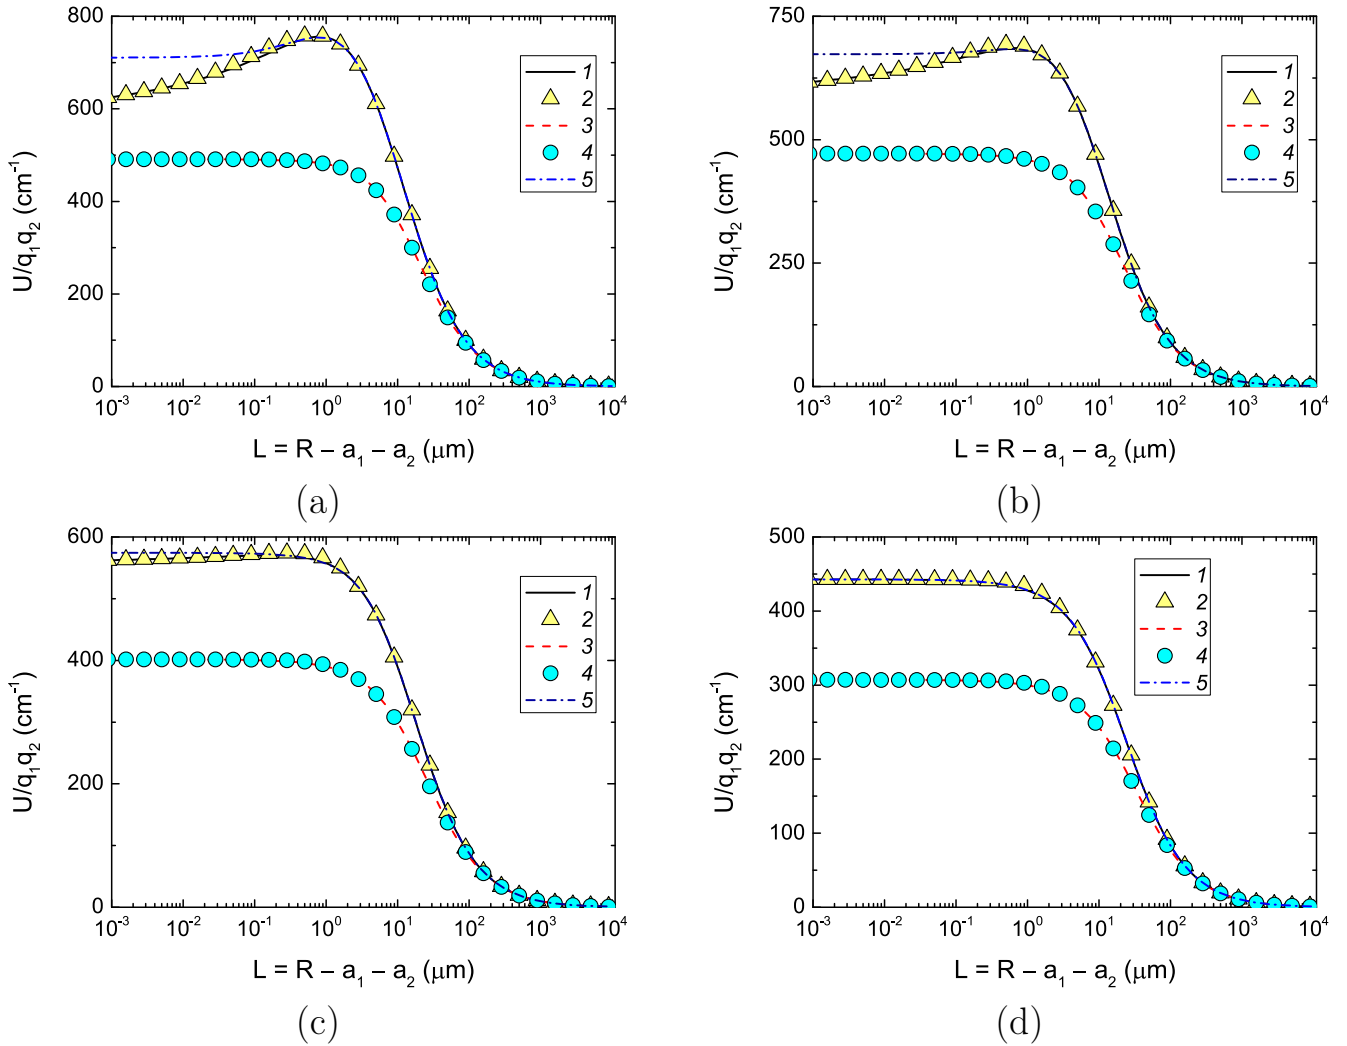 800
600
400
200
0
U/q₁q₂ (cm⁻¹)
1
2
3
4
5
10⁻³ 10⁻² 10⁻¹ 10⁰ 10¹ 10² 10³ 10⁴
L = R – a₁ – a₂ (μm)
(a)
750
500
250
0
U/q₁q₂ (cm⁻¹)
1
2
3
4
5
10⁻³ 10⁻² 10⁻¹ 10⁰ 10¹ 10² 10³ 10⁴
L = R – a₁ – a₂ (μm)
(b)
600
400
200
0
U/q₁q₂ (cm⁻¹)
1
2
3
4
5
10⁻³ 10⁻² 10⁻¹ 10⁰ 10¹ 10² 10³ 10⁴
L = R – a₁ – a₂ (μm)
(c)
500
400
300
200
100
0
U/q₁q₂ (cm⁻¹)
1
2
3
4
5
10⁻³ 10⁻² 10⁻¹ 10⁰ 10¹ 10² 10³ 10⁴
L = R – a₁ – a₂ (μm)
(d)